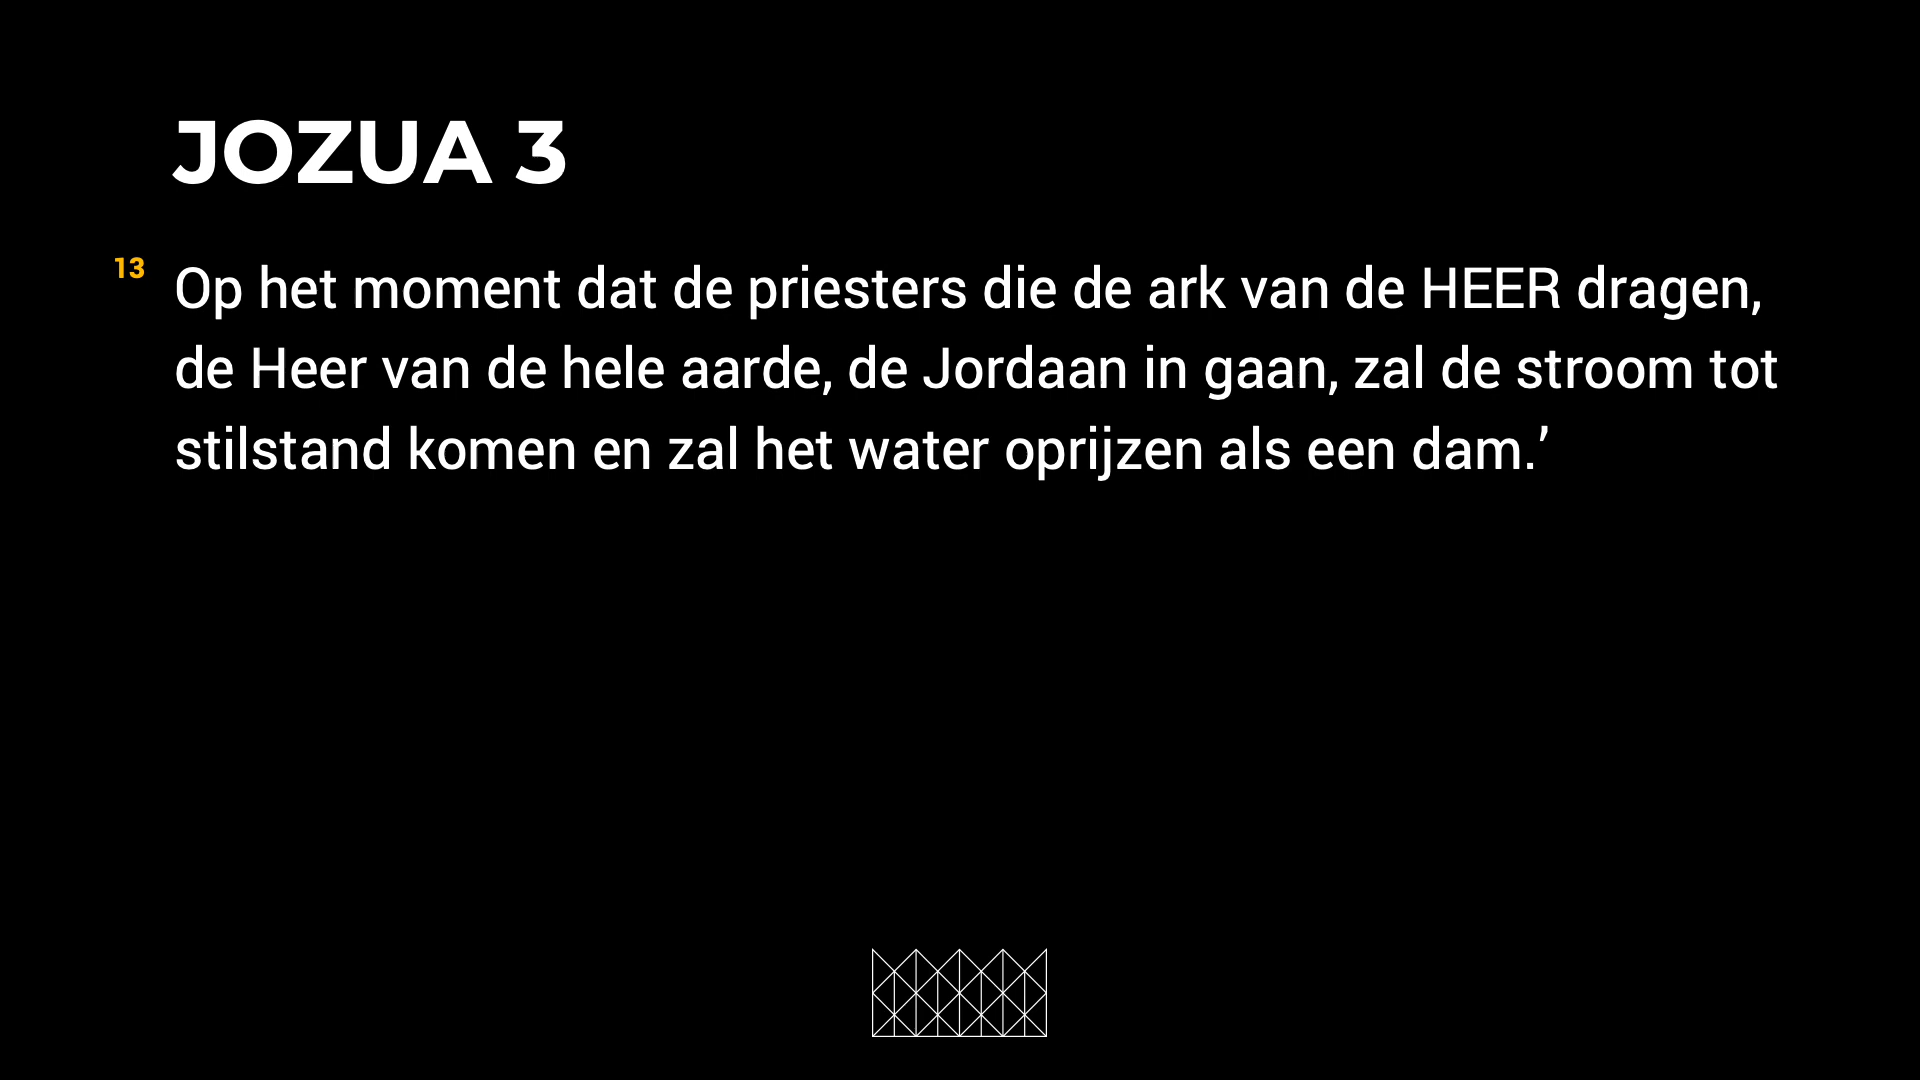 JOZUA 3
13 Op het moment dat de priesters die de ark van de HEER dragen,
de Heer van de hele aarde, de Jordaan in gaan, zal de stroom tot
stilstand komen en zal het water oprijzen als een dam.’